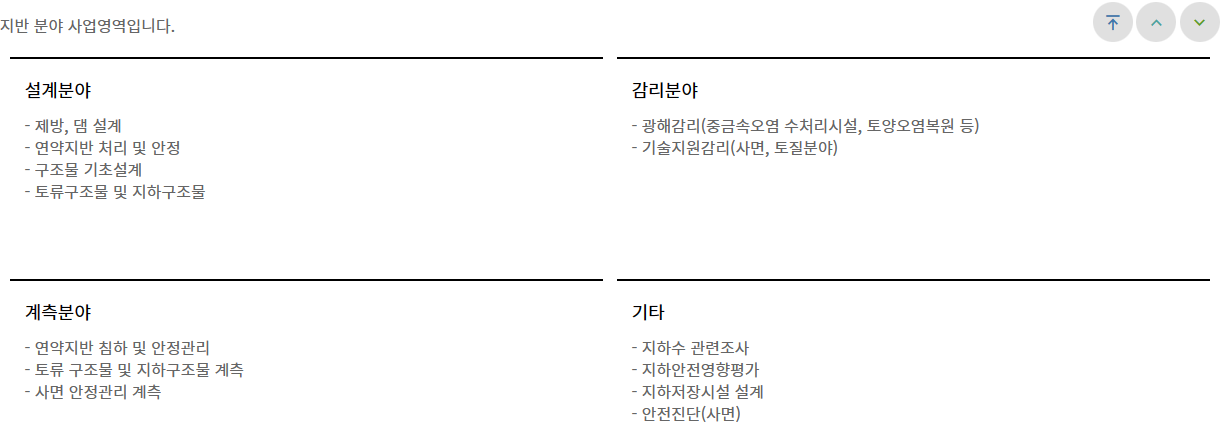 지반 분야 사업영역입니다.
설계분야
- 제방, 댐 설계
- 연약지반 처리 및 안정
- 구조물 기초설계
- 토류구조물 및 지하구조물
감리분야
- 광해감리(중금속오염 수처리시설, 토양오염복원 등)
- 기술지원감리(사면, 토질분야)
계측분야
- 연약지반 침하 및 안정관리
- 토류 구조물 및 지하구조물 계측
- 사면 안정관리 계측
기타
- 지하수 관련조사
- 지하안전영향평가
- 지하저장시설 설계
- 안전진단(사면)